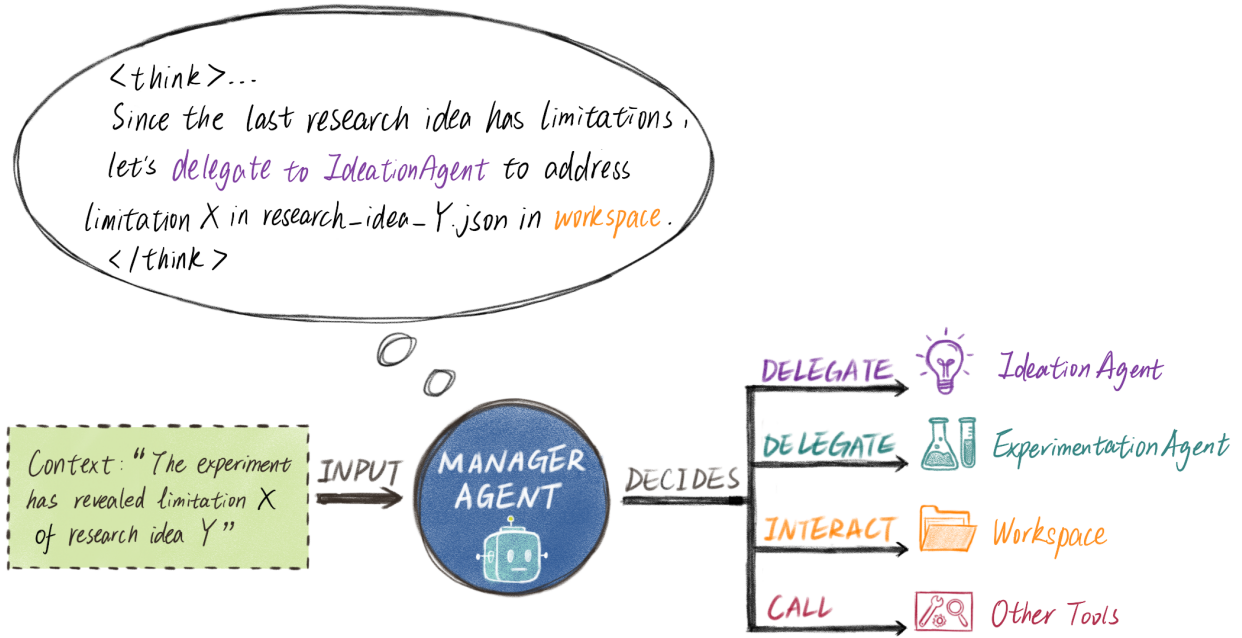 <think>...
Since the last research idea has limitations,
let's delegate to IdeationAgent to address
limitation X in research_idea_Y.json in workspace.
</think>
Context: "The experiment
has revealed limitation X
of research idea Y"
INPUT
MANAGER
AGENT
DECIDES
DELEGATE
Ideation Agent
DELEGATE
Experimentation Agent
INTERACT
Workspace
CALL
Other Tools